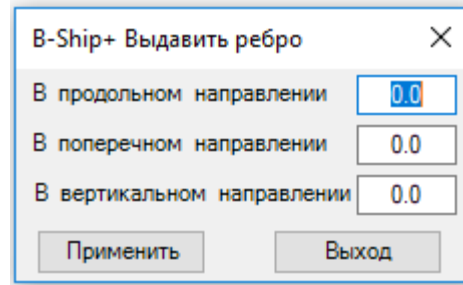 B-Ship+ Выдавить ребро
В продольном направлении 0.0
В поперечном направлении 0.0
В вертикальном направлении 0.0
Применить Выход